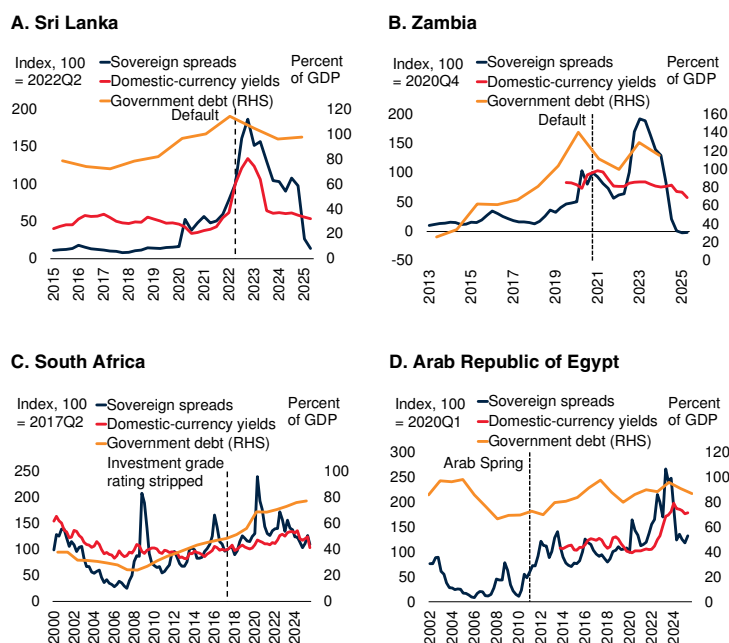 A. Sri Lanka
Index, 100
= 2022Q2
Sovereign spreads
Domestic-currency yields
Government debt (RHS)
Percent
of GDP
Default
200
150
100
50
0
120
100
80
60
40
20
0
2015
2016
2017
2018
2019
2020
2021
2022
2023
2024
2025
B. Zambia
Index, 100
= 2020Q4
Sovereign spreads
Domestic-currency yields
Government debt (RHS)
Percent
of GDP
Default
200
150
100
50
0
-50
160
140
120
100
80
60
40
20
0
2013
2015
2017
2019
2021
2023
2025
C. South Africa
Index, 100
= 2017Q2
Sovereign spreads
Domestic-currency yields
Government debt (RHS)
Percent
of GDP
Investment grade
rating stripped
250
200
150
100
50
0
100
80
60
40
20
0
2000
2002
2004
2006
2008
2010
2012
2014
2016
2018
2020
2022
2024
D. Arab Republic of Egypt
Index, 100
= 2020Q1
Sovereign spreads
Domestic-currency yields
Government debt (RHS)
Percent
of GDP
Arab Spring
300
250
200
150
100
50
0
120
100
80
60
40
20
0
2002
2004
2006
2008
2010
2012
2014
2016
2018
2020
2022
2024